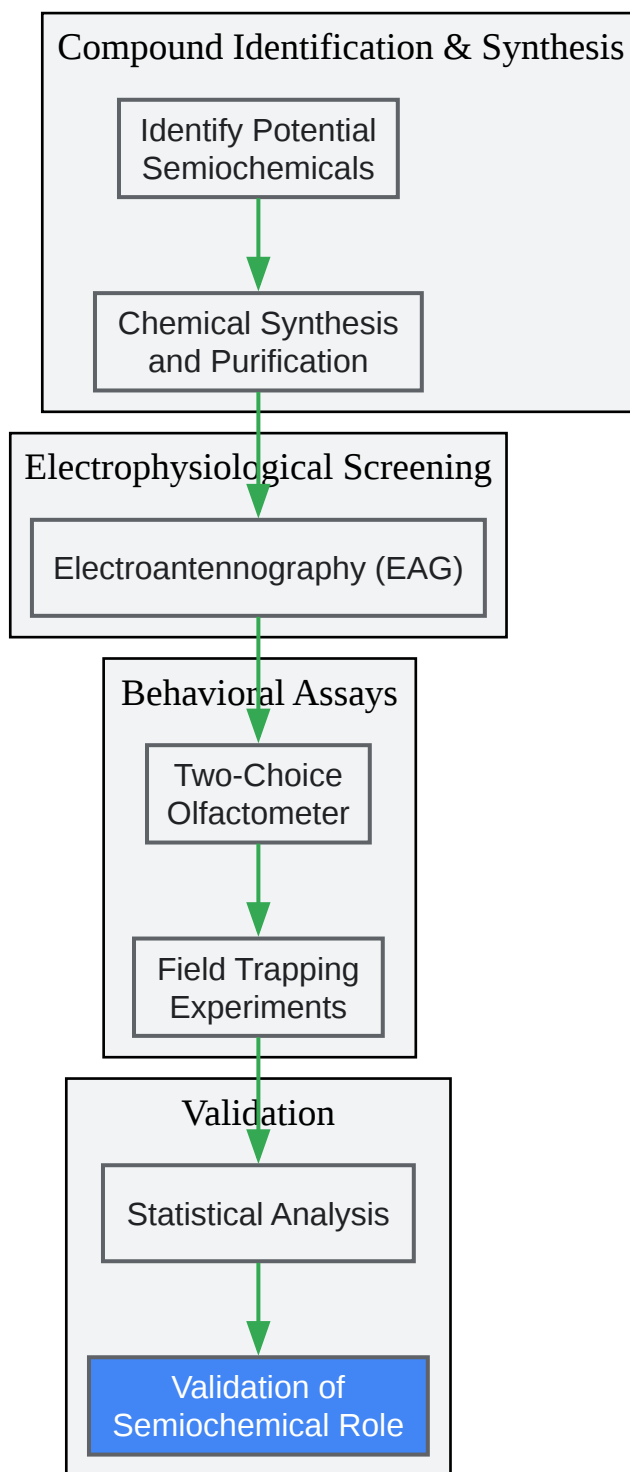 Compound Identification & Synthesis
Identify Potential
Semiochemicals
Chemical Synthesis
and Purification
Electrophysiological Screening
Electroantennography (EAG)
Behavioral Assays
Two-Choice
Olfactometer
Field Trapping
Experiments
Validation
Statistical Analysis
Validation of
Semiochemical Role